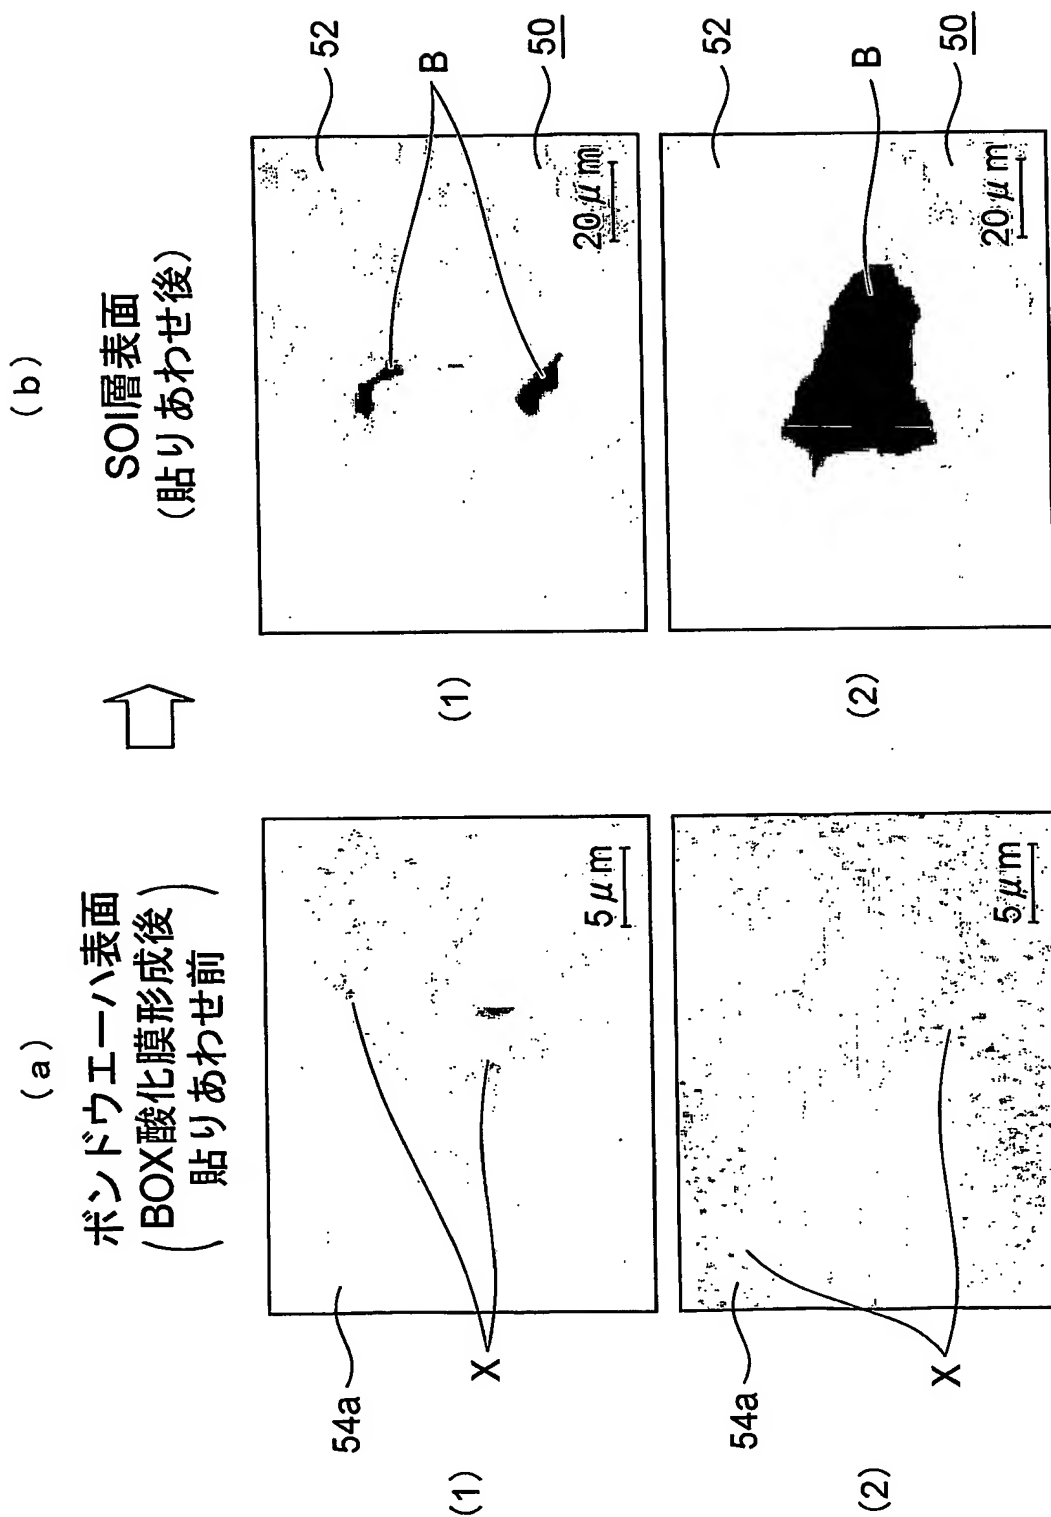 (a)
ボンドウエーハ表面
(BOX酸化膜形成後
貼りあわせ前)
(1)
54a
X
5μm
(2)
54a
X
5μm
(b)
SOI層表面
(貼りあわせ後)
(1)
52
B
50
20μm
(2)
52
B
50
20μm